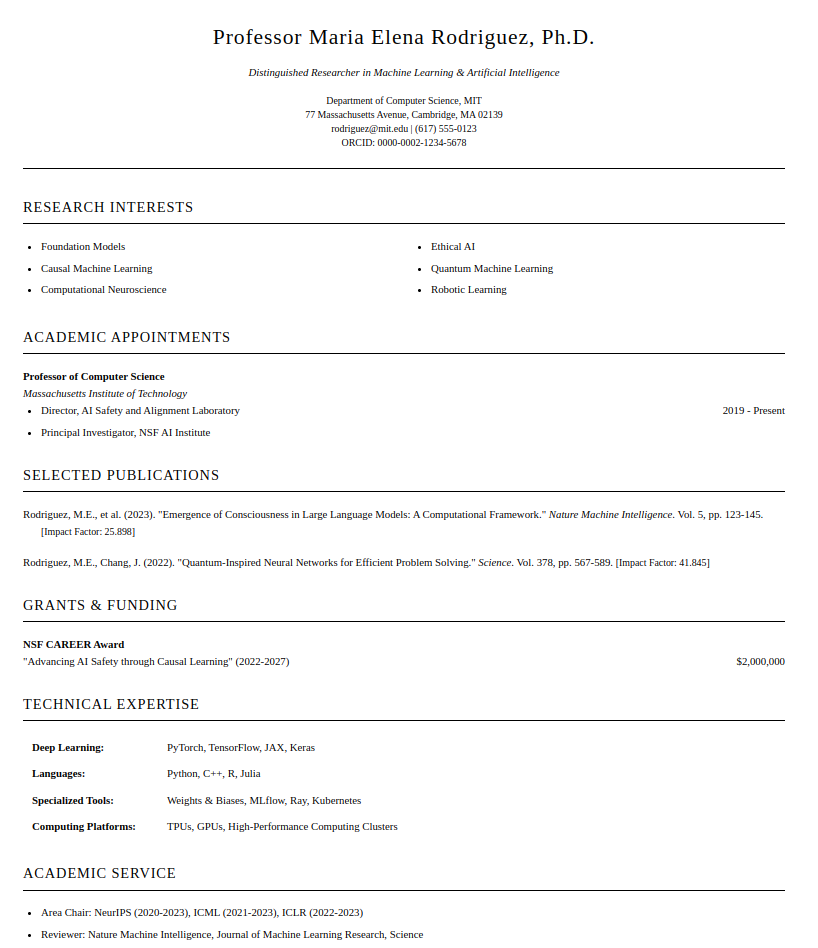 Professor Maria Elena Rodriguez, Ph.D.
Distinguished Researcher in Machine Learning & Artificial Intelligence
Department of Computer Science, MIT
77 Massachusetts Avenue, Cambridge, MA 02139
rodriguez@mit.edu | (617) 555-0123
ORCID: 0000-0002-1234-5678
RESEARCH INTERESTS
• Foundation Models
• Causal Machine Learning
• Computational Neuroscience
• Ethical AI
• Quantum Machine Learning
• Robotic Learning
ACADEMIC APPOINTMENTS
Professor of Computer Science
Massachusetts Institute of Technology
• Director, AI Safety and Alignment Laboratory 2019 - Present
• Principal Investigator, NSF AI Institute
SELECTED PUBLICATIONS
Rodriguez, M.E., et al. (2023). "Emergence of Consciousness in Large Language Models: A Computational Framework." Nature Machine Intelligence. Vol. 5, pp. 123-145.
[Impact Factor: 25.898]
Rodriguez, M.E., Chang, J. (2022). "Quantum-Inspired Neural Networks for Efficient Problem Solving." Science. Vol. 378, pp. 567-589. [Impact Factor: 41.845]
GRANTS & FUNDING
NSF CAREER Award
"Advancing AI Safety through Causal Learning" (2022-2027) $2,000,000
TECHNICAL EXPERTISE
Deep Learning: PyTorch, TensorFlow, JAX, Keras
Languages: Python, C++, R, Julia
Specialized Tools: Weights & Biases, MLflow, Ray, Kubernetes
Computing Platforms: TPUs, GPUs, High-Performance Computing Clusters
ACADEMIC SERVICE
• Area Chair: NeurIPS (2020-2023), ICML (2021-2023), ICLR (2022-2023)
• Reviewer: Nature Machine Intelligence, Journal of Machine Learning Research, Science